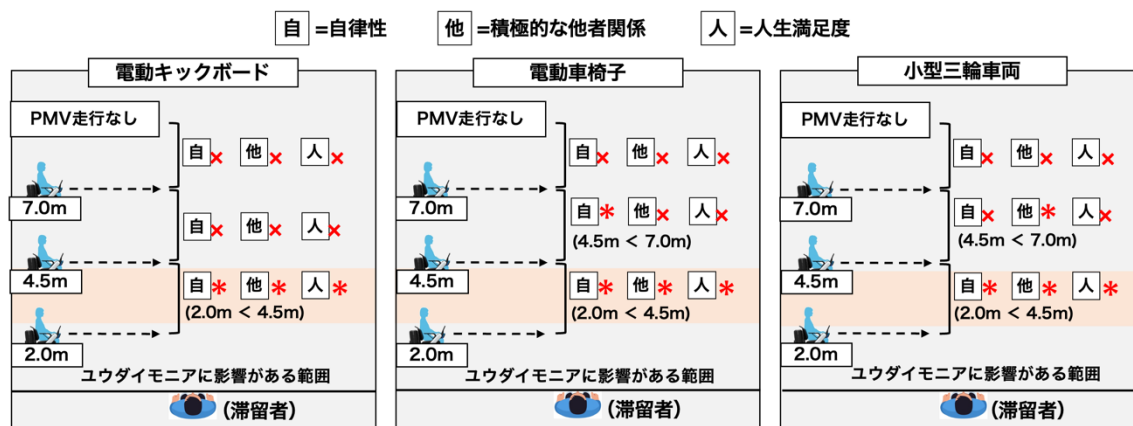 自 =自律性 他 =積極的な他者関係 人 =人生満足度
電動キックボード
PMV走行なし
自× 他× 人×
7.0m
自× 他× 人×
4.5m
自* 他* 人*
(2.0m < 4.5m)
2.0m
ユウダイモニアに影響がある範囲
(滞留者)
電動車椅子
PMV走行なし
自× 他× 人×
7.0m
自* 他× 人×
(4.5m < 7.0m)
4.5m
自* 他* 人*
(2.0m < 4.5m)
2.0m
ユウダイモニアに影響がある範囲
(滞留者)
小型三輪車両
PMV走行なし
自× 他× 人×
7.0m
自× 他* 人×
(4.5m < 7.0m)
4.5m
自* 他* 人*
(2.0m < 4.5m)
2.0m
ユウダイモニアに影響がある範囲
(滞留者)